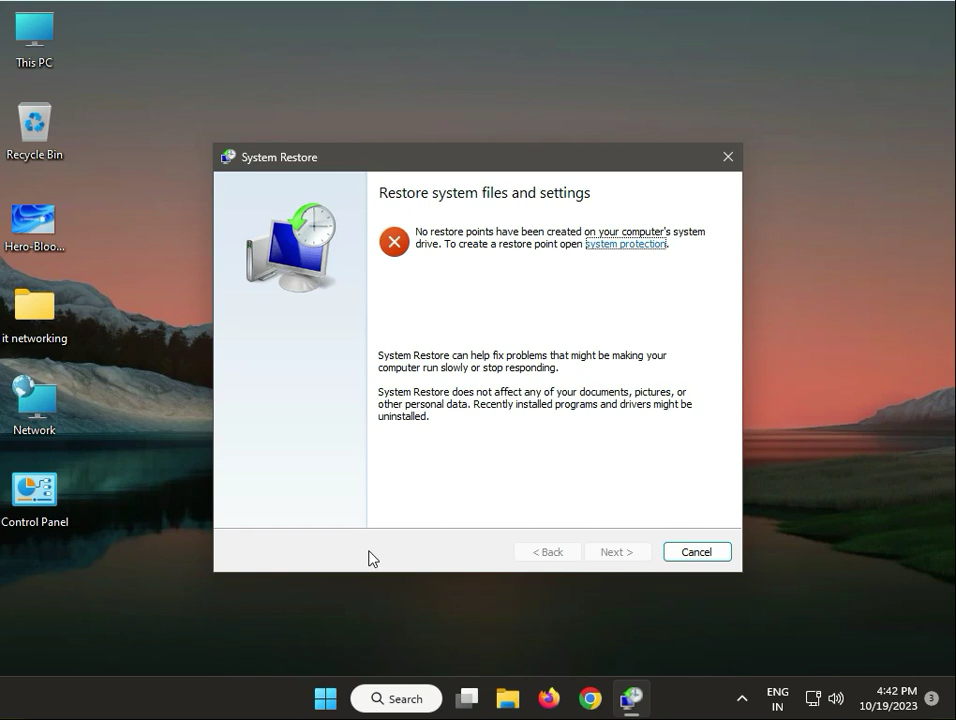 This PC
Recycle Bin
Hero-Bloo...
it networking
Network
Control Panel
System Restore
Restore system files and settings
No restore points have been created on your computer's system
drive. To create a restore point open system protection.
System Restore can help fix problems that might be making your
computer run slowly or stop responding.
System Restore does not affect any of your documents, pictures, or
other personal data. Recently installed programs and drivers might be
uninstalled.
< Back
Next >
Cancel
Search
ENG
IN
4:42 PM
10/19/2023
3